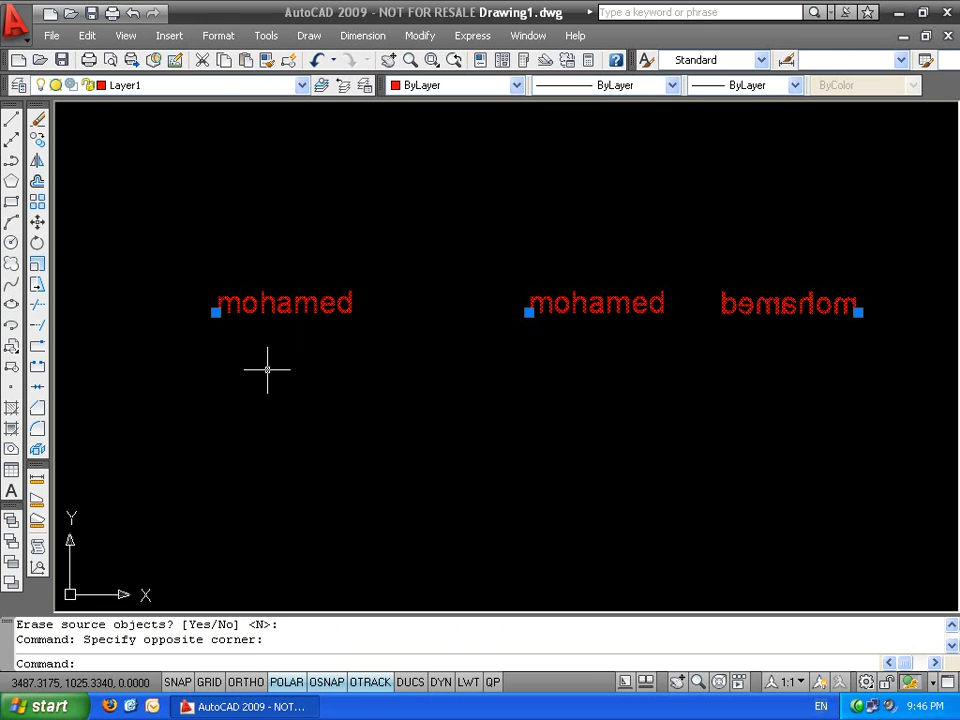 AutoCAD 2009 - NOT FOR RESALE Drawing1.dwg
Type a keyword or phrase
File Edit View Insert Format Tools Draw Dimension Modify Express Window Help
Standard
Layer1 ByLayer ByLayer ByLayer ByColor
mohamed mohamed mohamed
Y
X
A
Erase source objects? [Yes/No] <N>:
Command: Specify opposite corner:
Command:
3487.3175, 1025.3340, 0.0000 SNAP GRID ORTHO POLAR OSNAP OTRACK DUCS DYN LWT QP 1:1
start AutoCAD 2009 - NOT... EN 9:46 PM